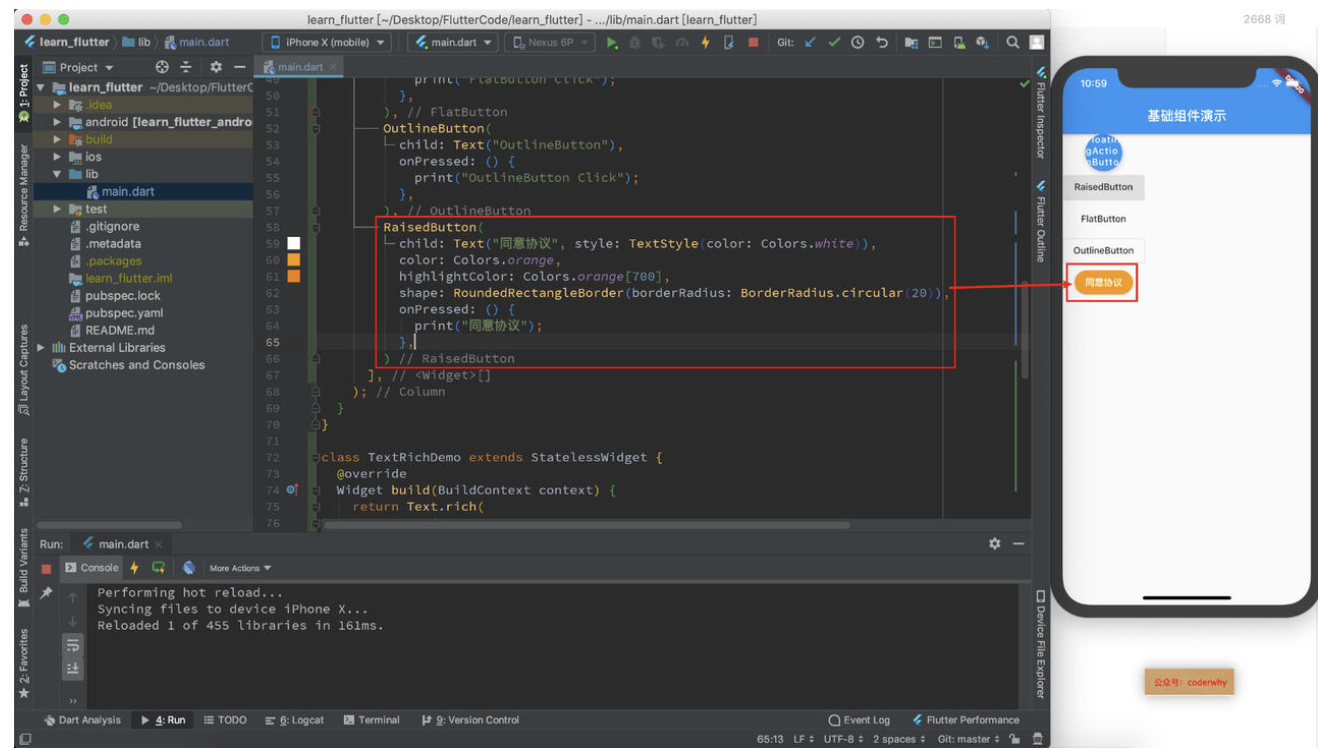 learn_flutter [~/Desktop/FlutterCode/learn_flutter] - .../lib/main.dart [learn_flutter]
2668 词
learn_flutter lib main.dart iPhone X (mobile) main.dart Nexus 6P Git:
1: Project
Resource Manager
Layout Captures
Z: Structure
Build Variants
2: Favorites
Project
learn_flutter ~/Desktop/FlutterC
.idea
android [learn_flutter_andro
build
ios
lib
main.dart
test
.gitignore
.metadata
.packages
learn_flutter.iml
pubspec.lock
pubspec.yaml
README.md
External Libraries
Scratches and Consoles
main.dart
49 print("FlatButton Click");
50 },
51 ), // FlatButton
52 OutlineButton(
53 child: Text("OutlineButton"),
54 onPressed: () {
55 print("OutlineButton Click");
56 },
57 ), // OutlineButton
58 RaisedButton(
59 child: Text("同意协议", style: TextStyle(color: Colors.white)),
60 color: Colors.orange,
61 highlightColor: Colors.orange[700],
62 shape: RoundedRectangleBorder(borderRadius: BorderRadius.circular(20)),
63 onPressed: () {
64 print("同意协议");
65 },
66 ) // RaisedButton
67 ], // <Widget>[]
68 ); // Column
69 }
70 }
71
72 class TextRichDemo extends StatelessWidget {
73 @override
74 Widget build(BuildContext context) {
75 return Text.rich(
76
Flutter Inspector
Flutter Outline
Device File Explorer
10:59
基础组件演示
loatin
gActio
nButto
RaisedButton
FlatButton
OutlineButton
同意协议
Run: main.dart
Console More Actions
Performing hot reload...
Syncing files to device iPhone X...
Reloaded 1 of 455 libraries in 161ms.
公众号: coderwhy
Dart Analysis 4: Run TODO 6: Logcat Terminal 9: Version Control Event Log Flutter Performance
65:13 LF UTF-8 2 spaces Git: master